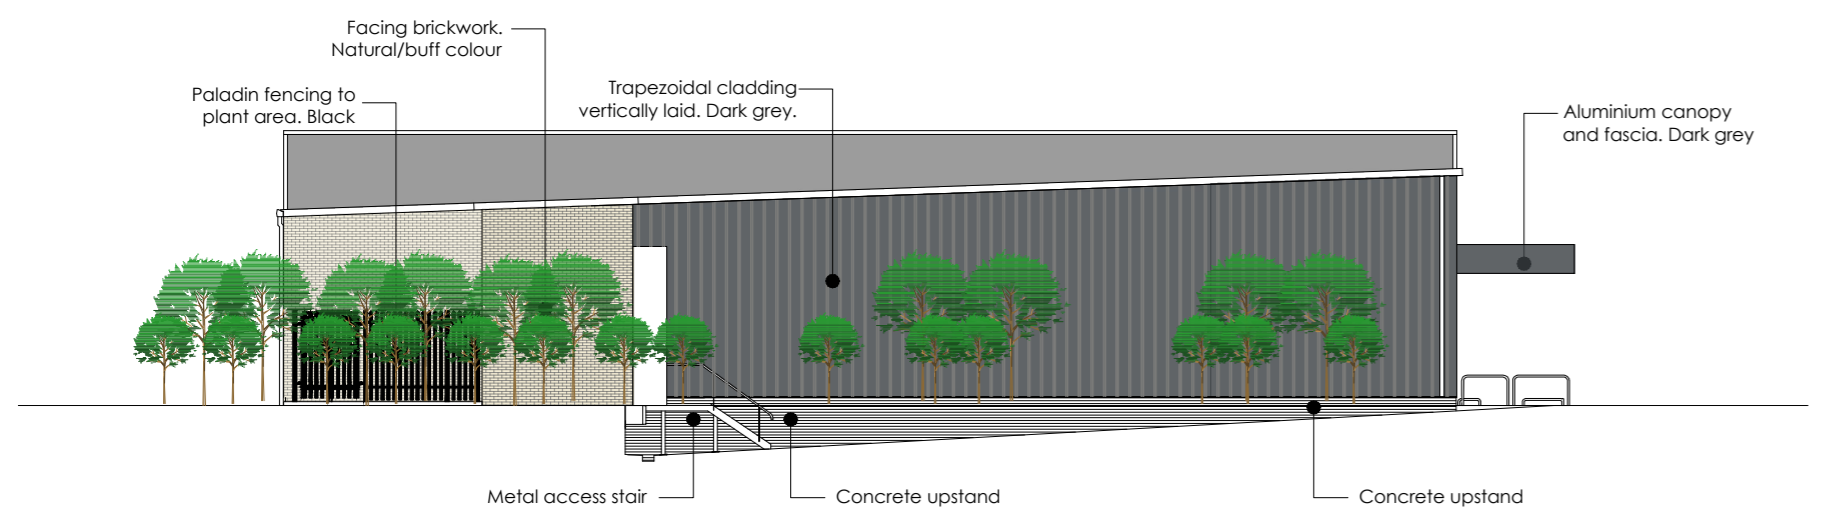 Facing brickwork.
Natural/buff colour
Paladin fencing to
plant area. Black
Trapezoidal cladding
vertically laid. Dark grey.
Aluminium canopy
and fascia. Dark grey
Metal access stair
Concrete upstand
Concrete upstand